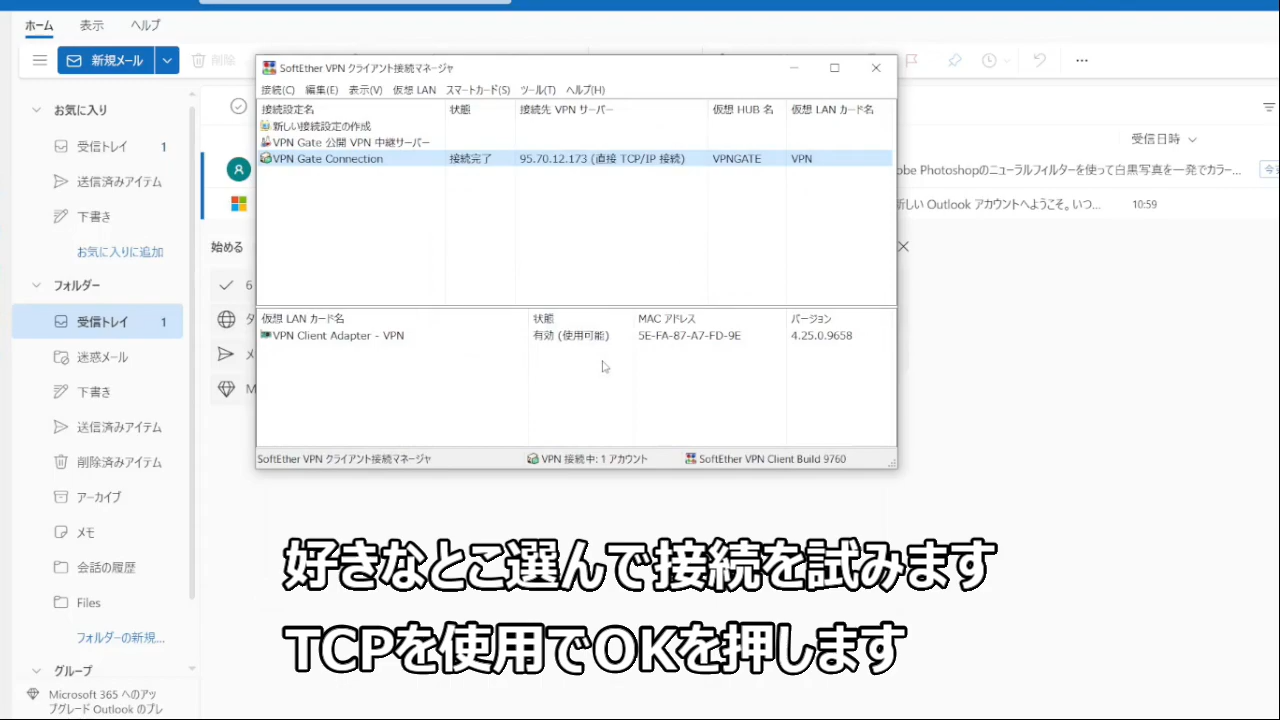 ホーム 表示 ヘルプ
新規メール 削除
お気に入り
受信トレイ 1
送信済みアイテム
下書き
お気に入りに追加
フォルダー
受信トレイ 1
迷惑メール
下書き
送信済みアイテム
削除済みアイテム
アーカイブ
メモ
会話の履歴
Files
フォルダーの新規...
グループ
Microsoft 365 へのアッ
プグレード Outlook のプレ
A
始める
6
SoftEther VPN クライアント接続マネージャ
接続(C) 編集(E) 表示(V) 仮想 LAN スマートカード(S) ツール(T) ヘルプ(H)
接続設定名 状態 接続先 VPN サーバー 仮想 HUB 名 仮想 LAN カード名
新しい接続設定の作成
VPN Gate 公開 VPN 中継サーバー
VPN Gate Connection 接続完了 95.70.12.173 (直接 TCP/IP 接続) VPNGATE VPN
仮想 LAN カード名 状態 MAC アドレス バージョン
VPN Client Adapter - VPN 有効 (使用可能) 5E-FA-87-A7-FD-9E 4.25.0.9658
SoftEther VPN クライアント接続マネージャ VPN 接続中: 1 アカウント SoftEther VPN Client Build 9760
受信日時
obe Photoshopのニューラルフィルターを使って白黒写真を一発でカラー...
新しい Outlook アカウントへようこそ。いつ... 10:59
好きなとこ選んで接続を試みます
TCPを使用でOKを押します